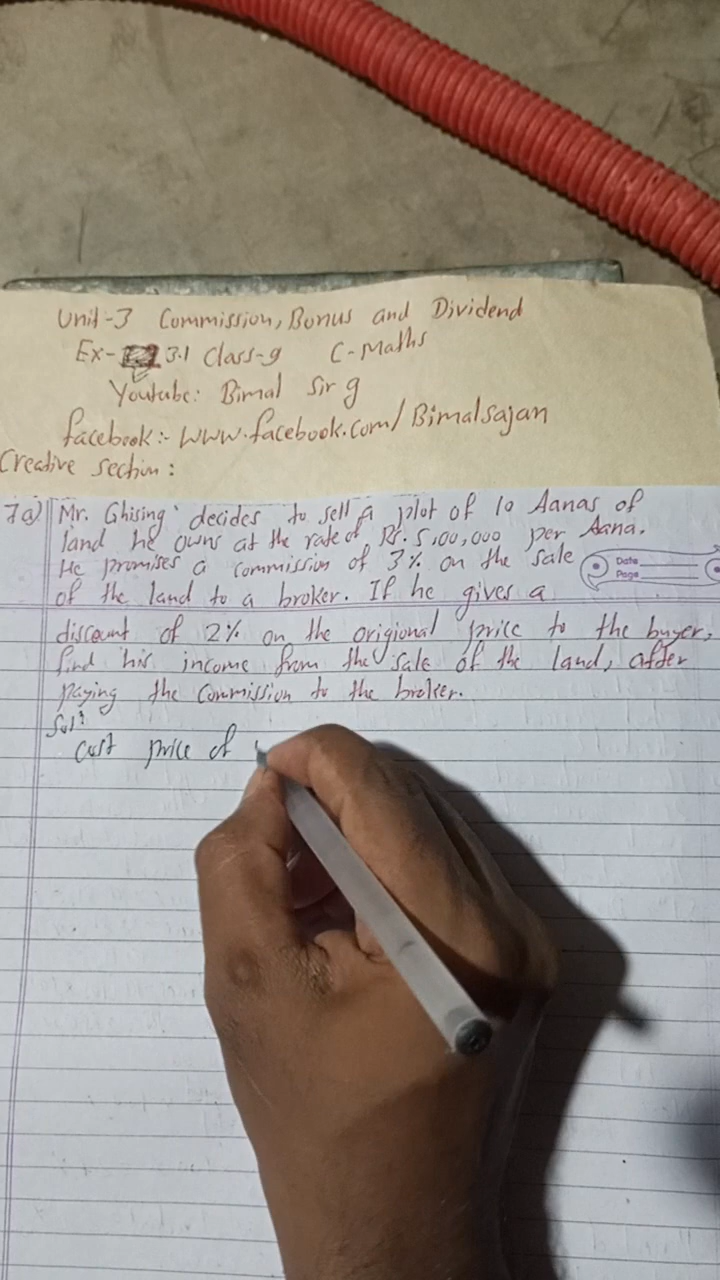 Unit-3 Commission, Bonus and Dividend
Ex- 3.1 Class-9 C-Maths
Youtube: Bimal Sir g
facebook:- www.facebook.com/Bimalsajan
Creative section:
7a) Mr. Ghising decides to sell a plot of 10 Aanas of
land he owns at the rate of Rs. 5,00,000 per Aana.
He promises a commission of 3% on the sale
Date
Page
of the land to a broker. If he gives a
discount of 2% on the origional price to the buyer,
find his income from the sale of the land, after
paying the commission to the broker.
Solⁿ
Cost price of